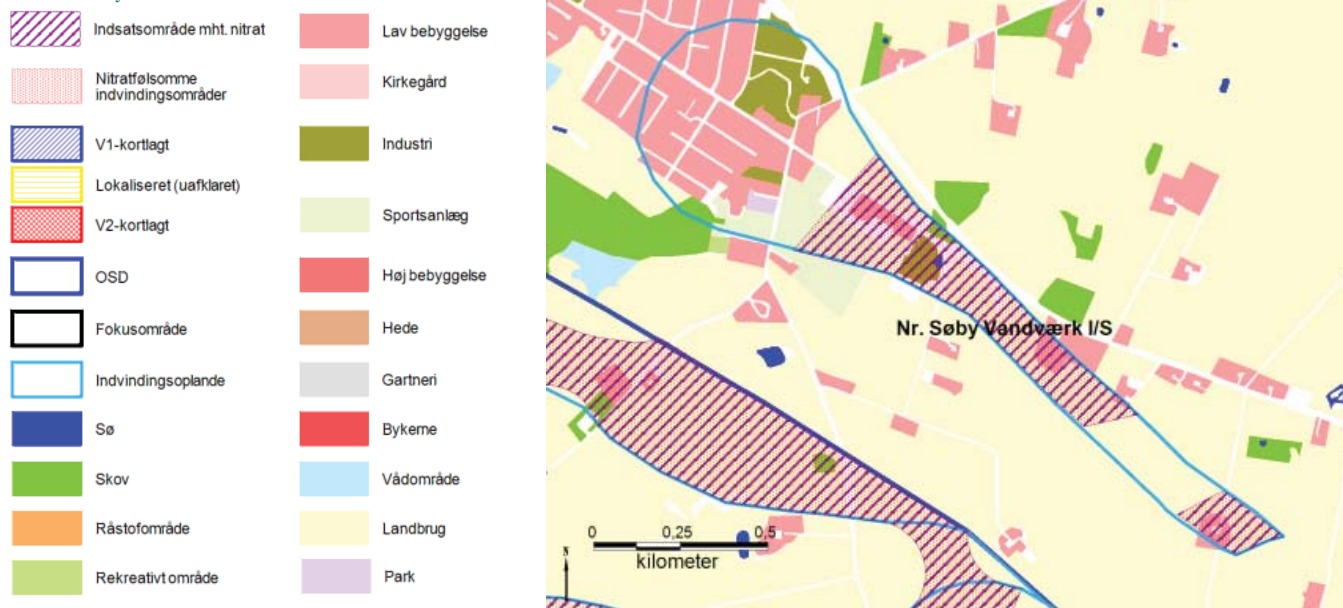 Indsatsområde mht. nitrat
Nitratfølsomme
indvindingsområder
V1-kortlagt
Lokaliseret (uafklaret)
V2-kortlagt
OSD
Fokusområde
Indvindingsoplande
Sø
Skov
Råstofområde
Rekreativt område
Lav bebyggelse
Kirkegård
Industri
Sportsanlæg
Høj bebyggelse
Hede
Gartneri
Bykerne
Vådområde
Landbrug
Park
Nr. Søby Vandværk I/S
0 0,25 0,5
kilometer
N